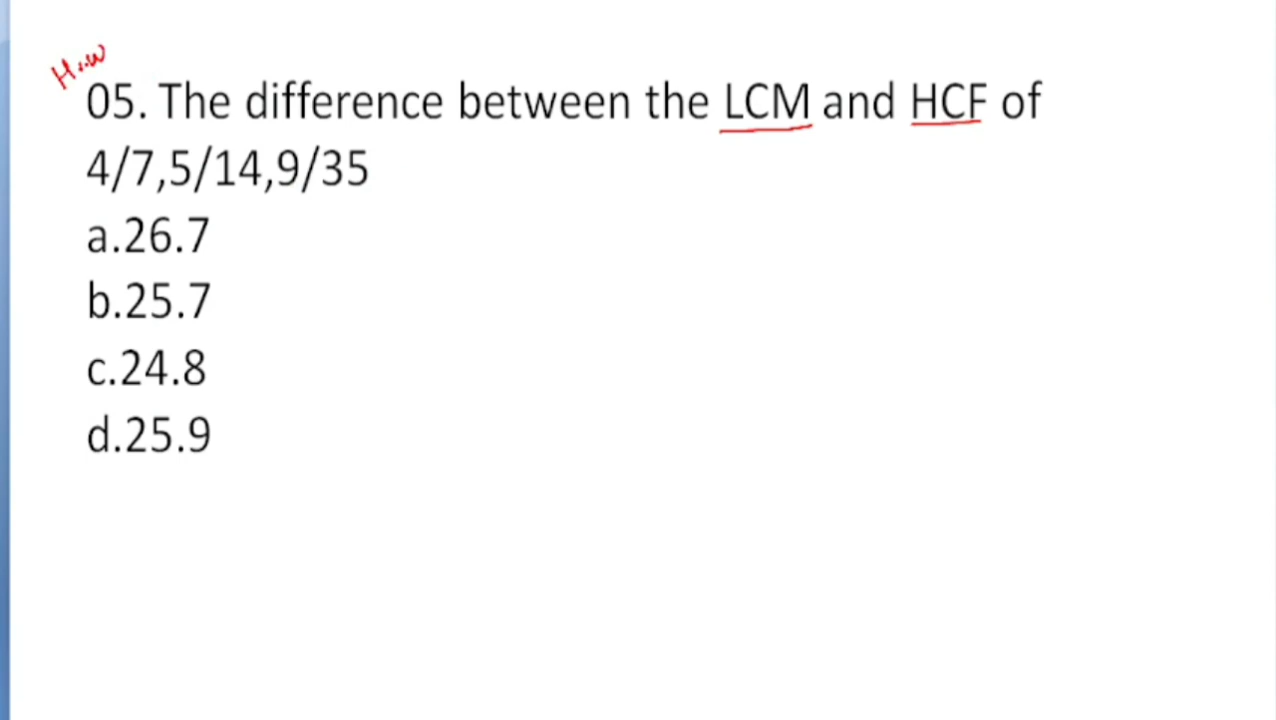 H.W
05. The difference between the LCM and HCF of
4/7,5/14,9/35
a.26.7
b.25.7
c.24.8
d.25.9